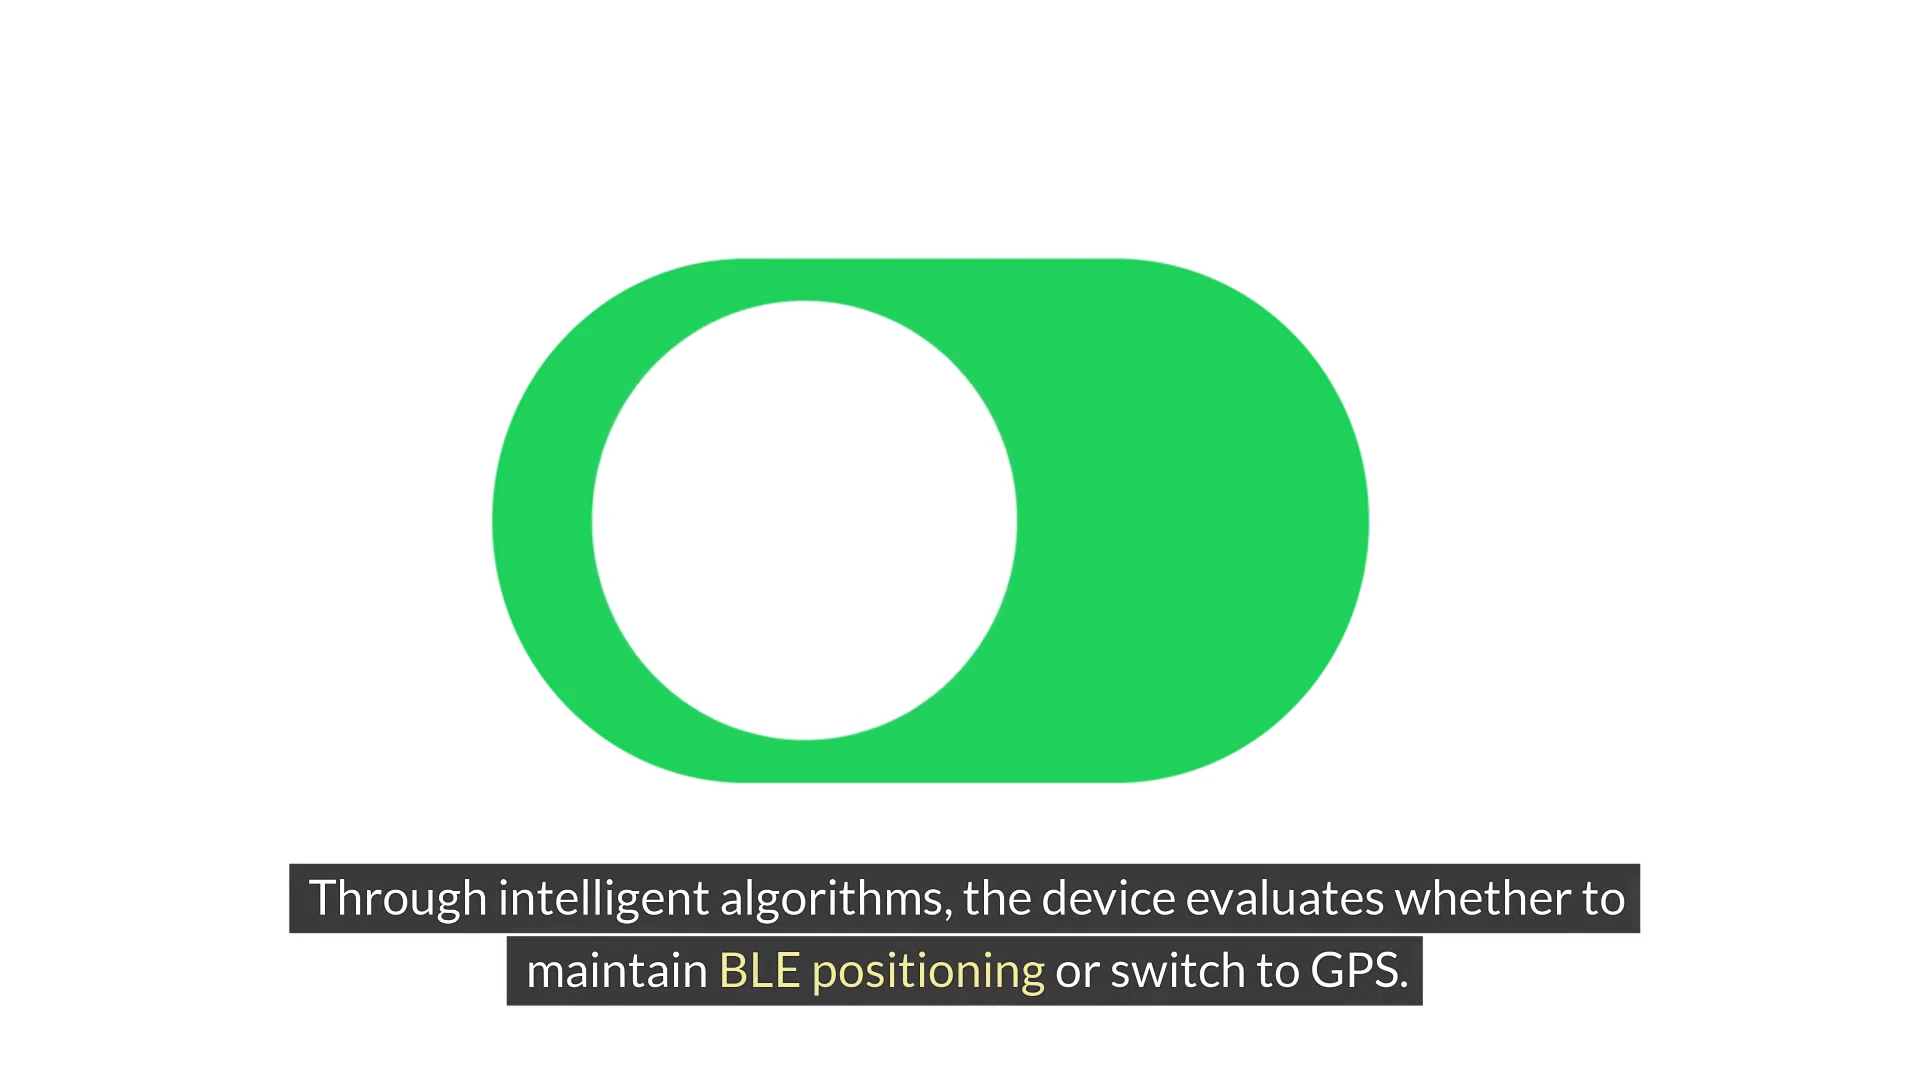 Through intelligent algorithms, the device evaluates whether to
maintain BLE positioning or switch to GPS.